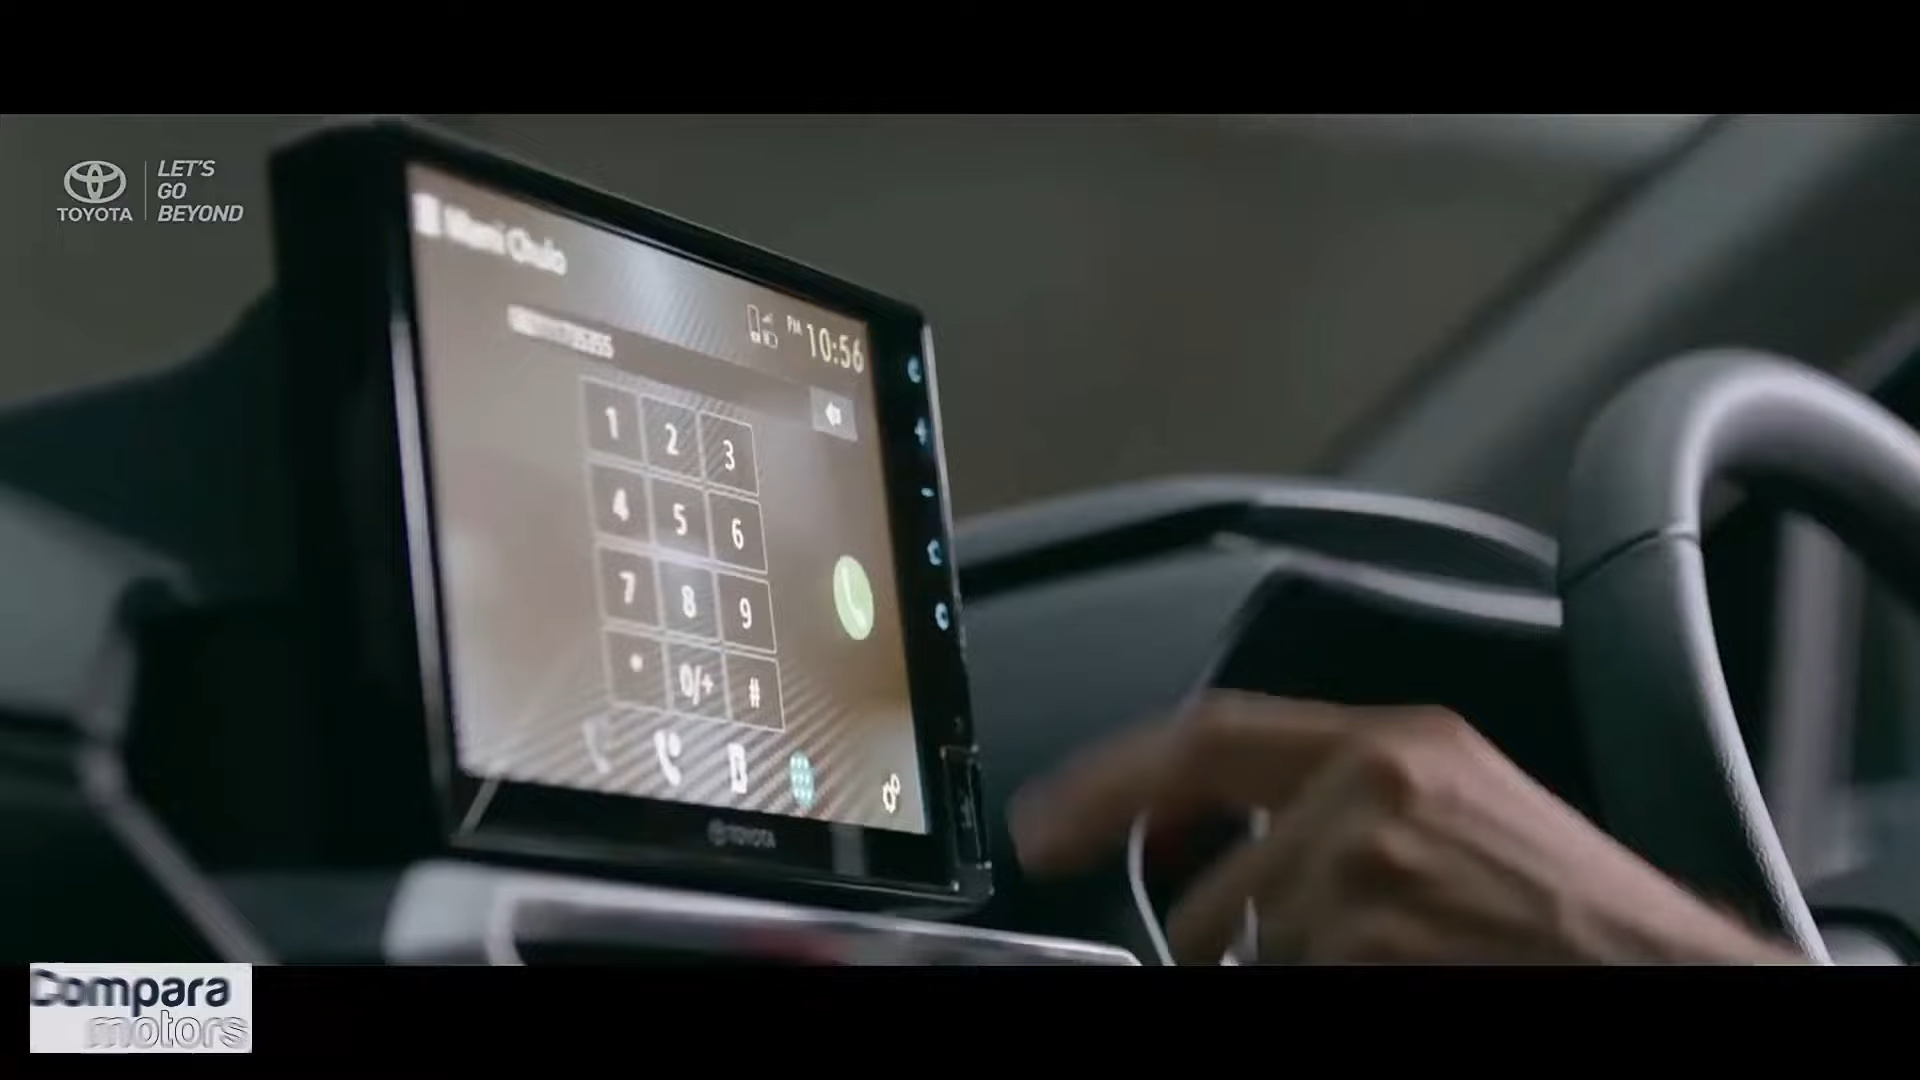 TOYOTA
LET'S
GO
BEYOND
PM 10:56
1 2 3
4 5 6
7 8 9
* 0/+ #
TOYOTA
Compara
motors